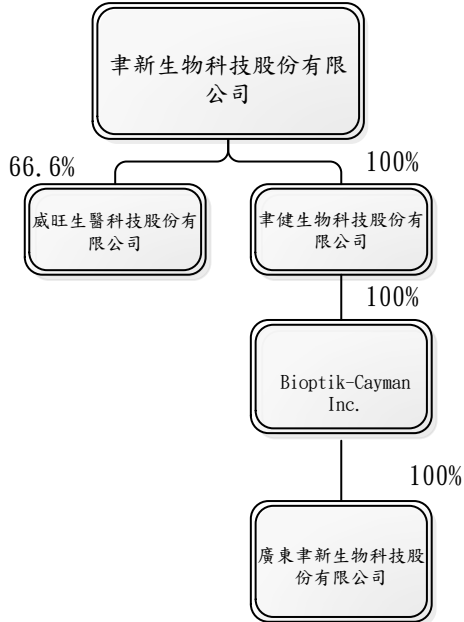 聿新生物科技股份有限
公司
66.6%
100%
威旺生醫科技股份有
限公司
聿健生物科技股份有
限公司
100%
Bioptik-Cayman
Inc.
100%
廣東聿新生物科技股
份有限公司